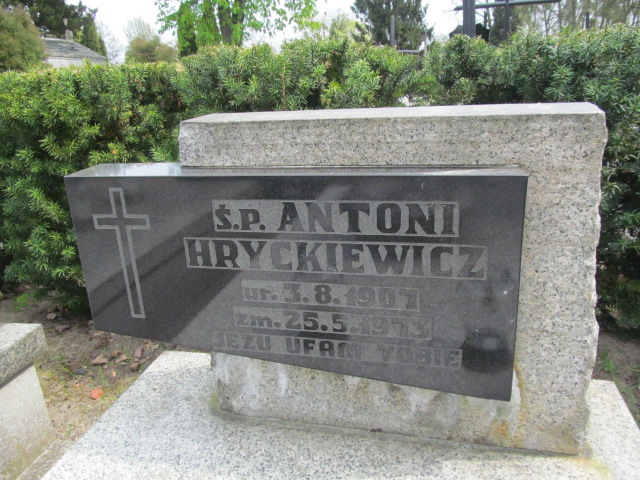 Ś.P. ANTONI
HRYCKIEWICZ
ur. 3.8.1907
zm. 25.5.1973
JEZU UFAM TOBIE